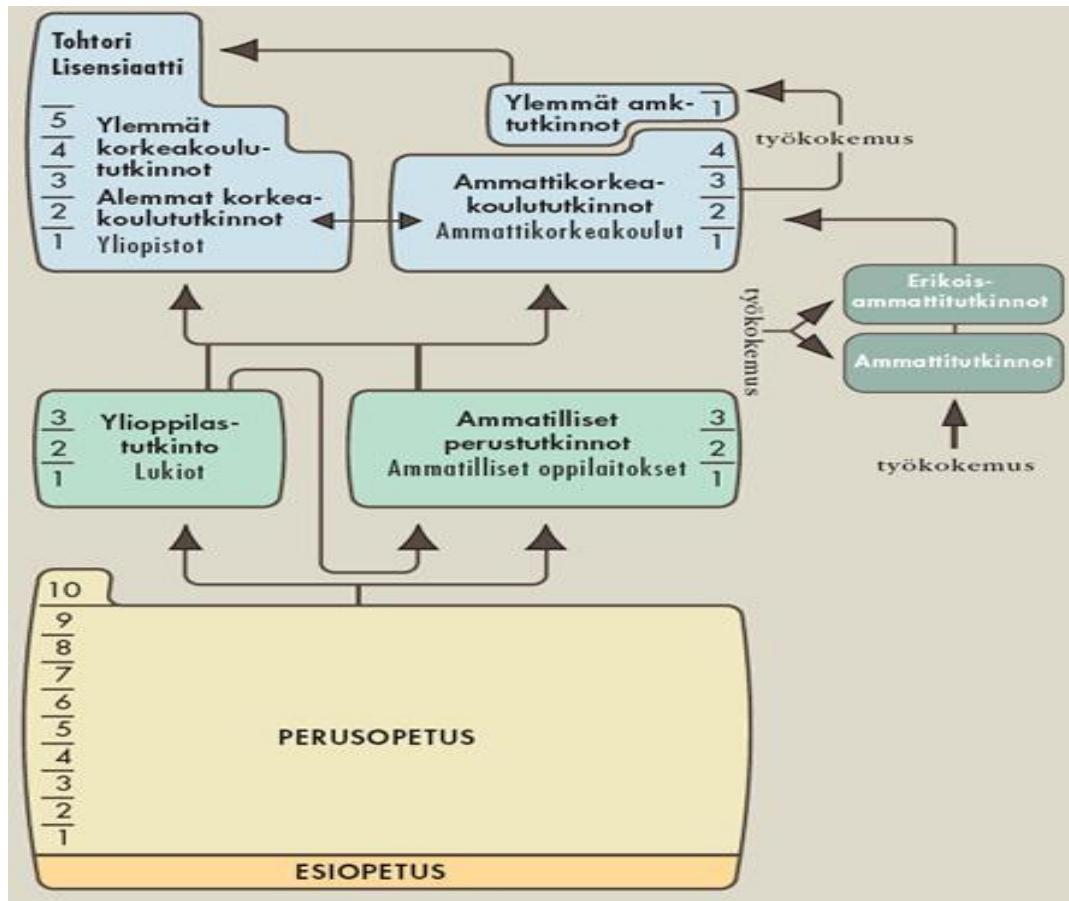 Tohtori
Lisensiaatti
5
4
3
2
1
Ylemmät
korkeakoulu-
tutkinnot
Alemmat korkea-
koulututkinnot
Yliopistot
Ylemmät amk-
tutkinnot
1
työkokemus
Ammattikorkea-
koulututkinnot
Ammattikorkeakoulut
4
3
2
1
Erikois-
ammattitutkinnot
Ammattitutkinnot
työkokemus
työkokemus
3
2
1
Ylioppilas-
tutkinto
Lukiot
Ammatilliset
perustutkinnot
Ammatilliset oppilaitokset
3
2
1
10
9
8
7
6
5
4
3
2
1
PERUSOPETUS
ESIOPETUS